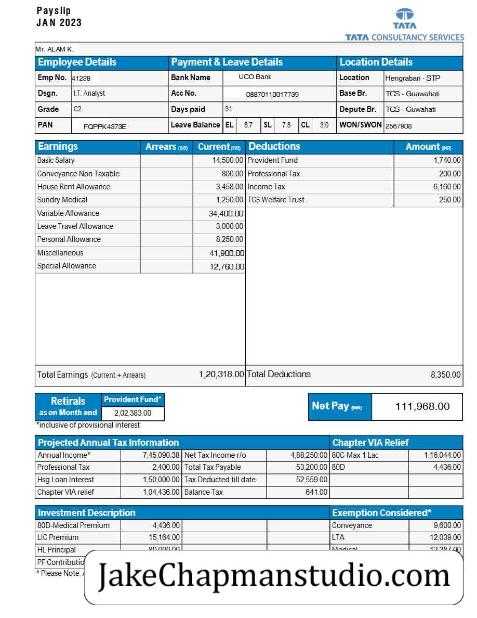 Payslip
JAN 2023
TATA
TATA CONSULTANCY SERVICES
Mr. ALAM K.
Employee Details Payment & Leave Details Location Details
Emp No. 41238 Bank Name UCO Bank Location Hengrabari - STP
Dsgn. I.T. Analyst Acc No. 08870110017739 Base Br. TCS - Guwahati
Grade C2 Days paid 31 Depute Br. TCS - Guwahati
PAN FQPPK4873E Leave Balance EL 8.7 SL 7.8 CL 3.0 WON/SWON 2567908
Earnings Arrears (INR) Current (INR) Deductions Amount (INR)
Basic Salary 14,500.00 Provident Fund 1,740.00
Conveyance Non Taxable 800.00 Professional Tax 200.00
House Rent Allowance 3,458.00 Income Tax 6,160.00
Sundry Medical 1,250.00 TCS Welfare Trust 250.00
Variable Allowance 34,400.00
Leave Travel Allowance 3,000.00
Personal Allowance 8,250.00
Miscellaneous 41,900.00
Special Allowance 12,760.00
Total Earnings (Current + Arrears) 1,20,318.00 Total Deductions 8,350.00
Retirals Provident Fund*
as on Month end 2,02,383.00
Net Pay (INR) 111,968.00
*inclusive of provisional interest
Projected Annual Tax Information Chapter VIA Relief
Annual Income* 7,45,090.38 Net Tax Income r/o 4,88,250.00 80C Max 1 Lac 1,16,044.00
Professional Tax 2,400.00 Total Tax Payable 53,200.00 80D 4,436.00
Hsg Loan Interest 1,50,000.00 Tax Deducted till date 52,559.00
Chapter VIA relief 1,04,436.00 Balance Tax 641.00
Investment Description Exemption Considered*
80D-Medical Premium 4,436.00 Conveyance 9,600.00
LIC Premium 15,164.00 LTA 12,039.00
HL Principal Medical
PF Contributio
* Please Note,
JakeChapmanstudio.com